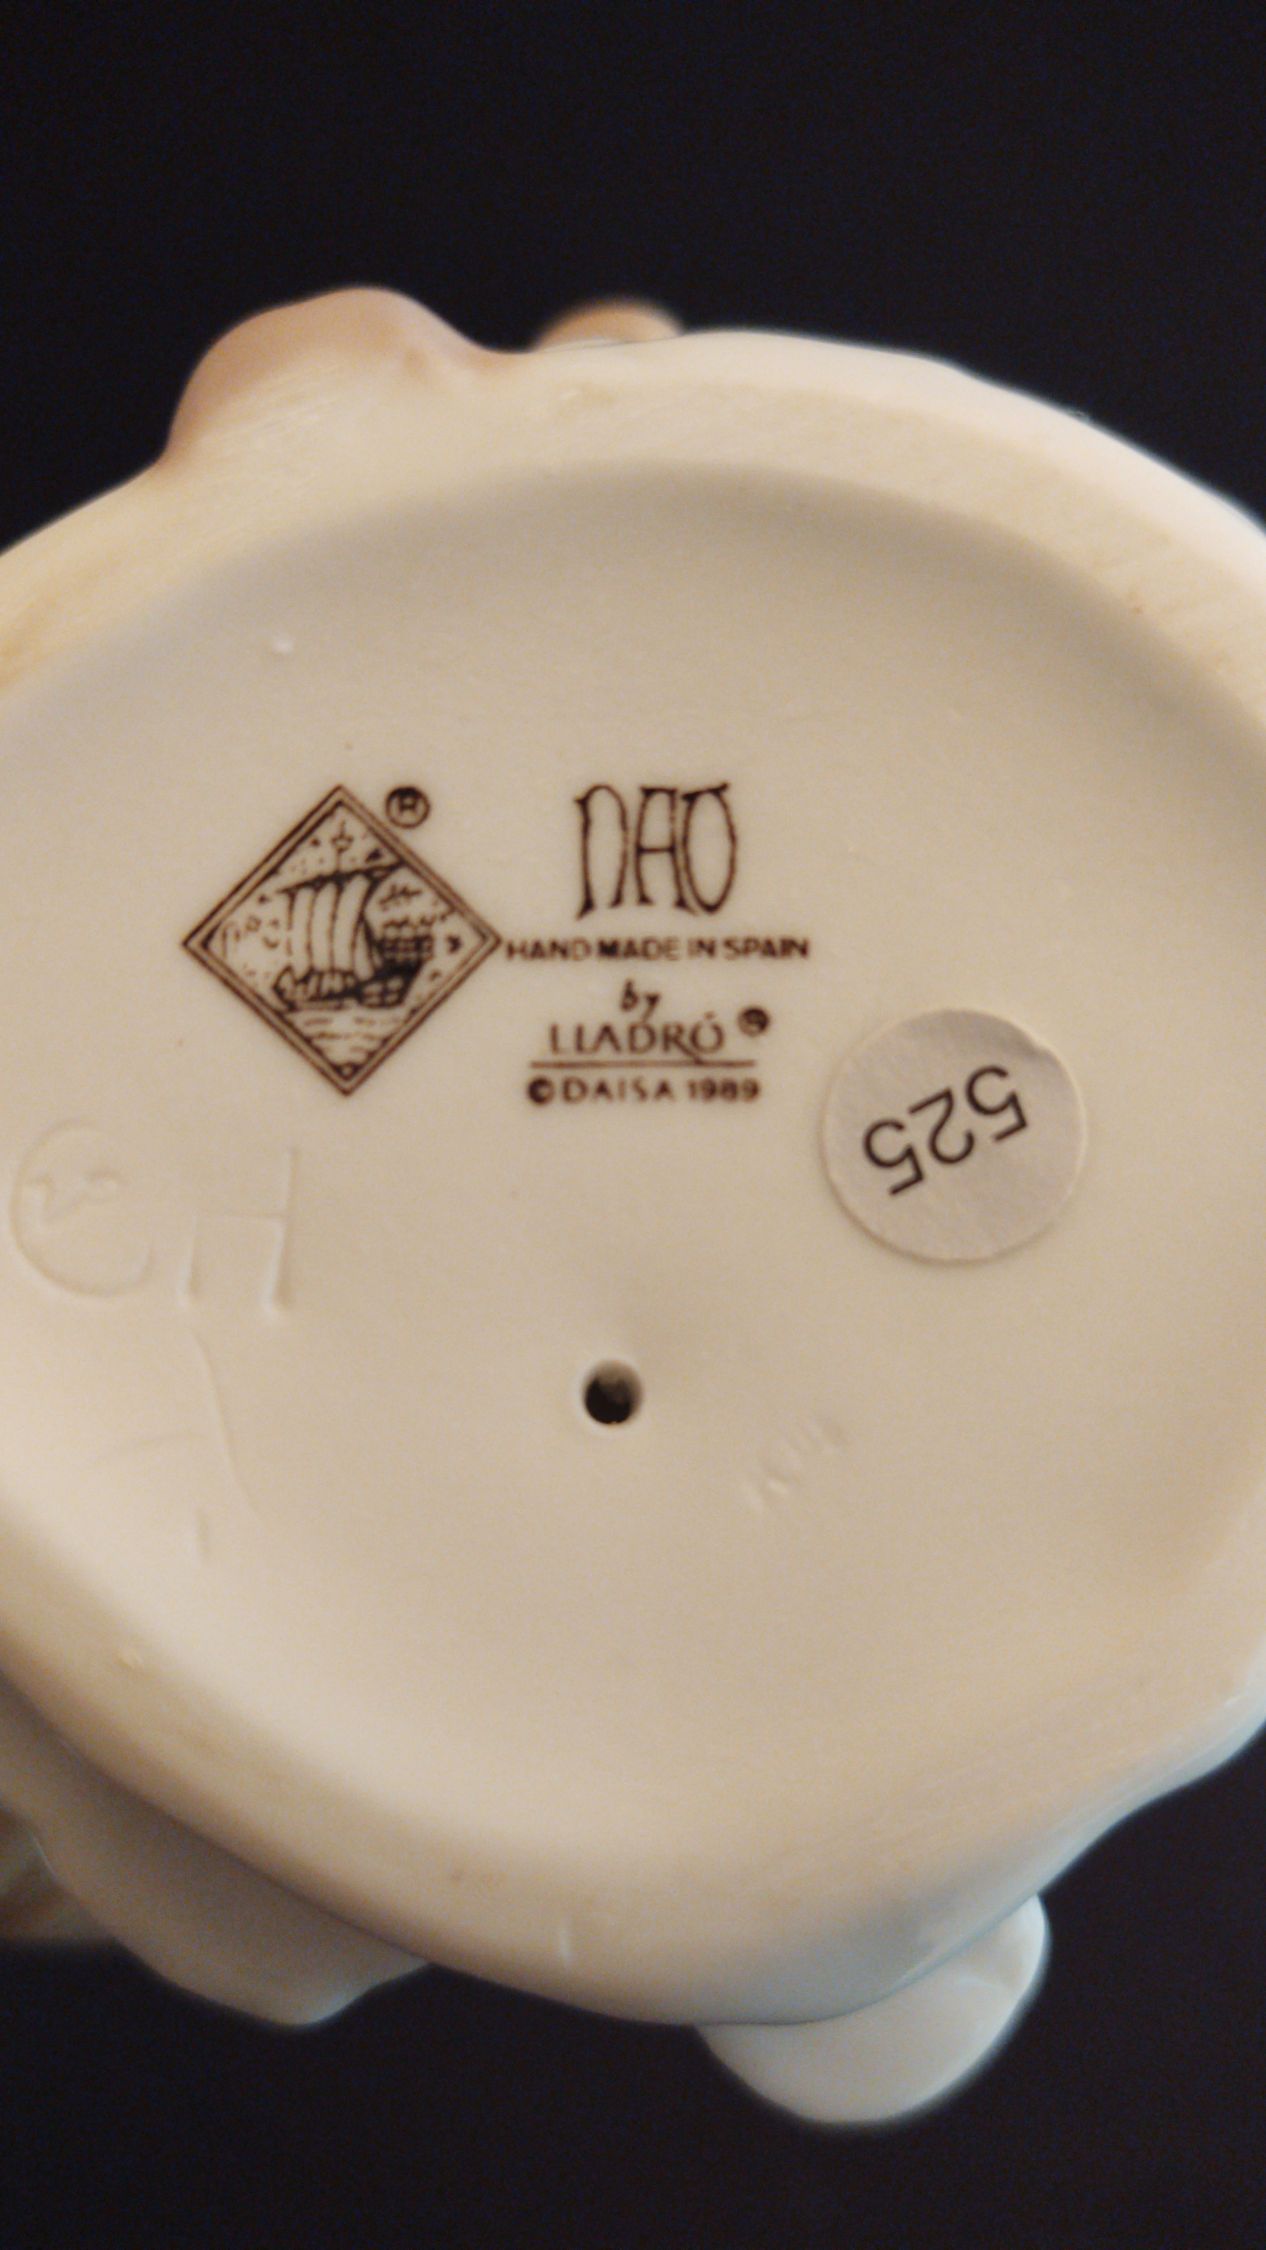 ®
NAO
HAND MADE IN SPAIN
by
LLADRÓ ®
© DAISA 1989
525
H